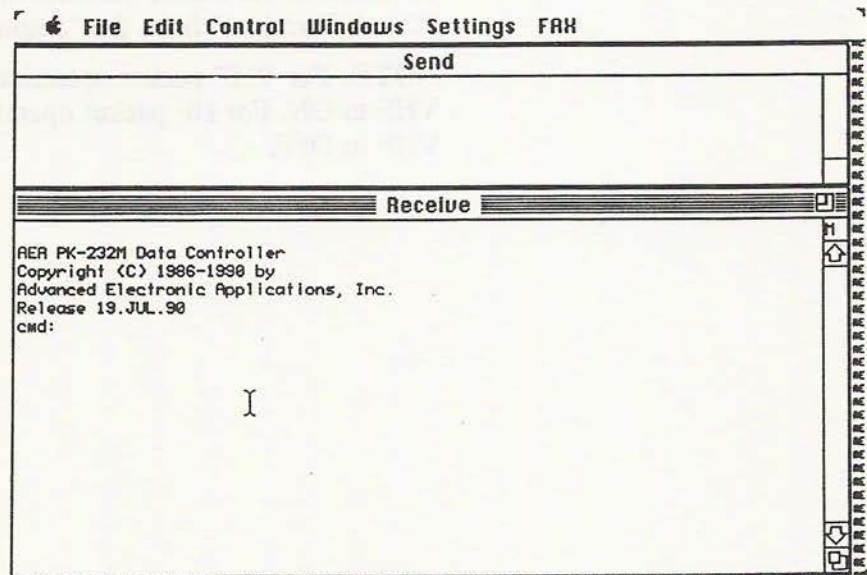 File Edit Control Windows Settings FAX
Send
Receive
M
AEA PK-232M Data Controller
Copyright (C) 1986-1990 by
Advanced Electronic Applications, Inc.
Release 19.JUL.90
cmd: